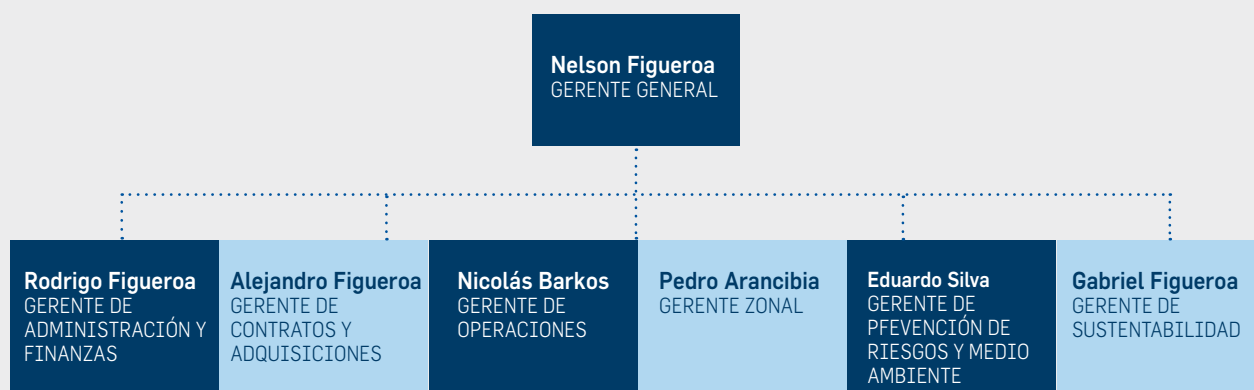 Nelson Figueroa
GERENTE GENERAL
Rodrigo Figueroa
GERENTE DE
ADMINISTRACIÓN Y
FINANZAS
Alejandro Figueroa
GERENTE DE
CONTRATOS Y
ADQUISICIONES
Nicolás Barkos
GERENTE DE
OPERACIONES
Pedro Arancibia
GERENTE ZONAL
Eduardo Silva
GERENTE DE
PFEVENCIÓN DE
RIESGOS Y MEDIO
AMBIENTE
Gabriel Figueroa
GERENTE DE
SUSTENTABILIDAD